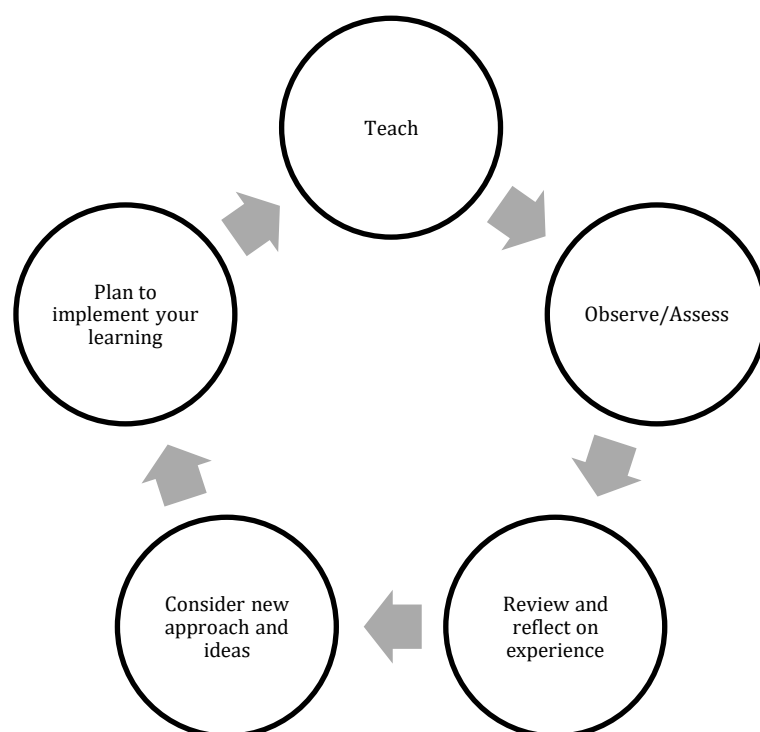 Teach
Observe/Assess
Review and
reflect on
experience
Consider new
approach and
ideas
Plan to
implement your
learning